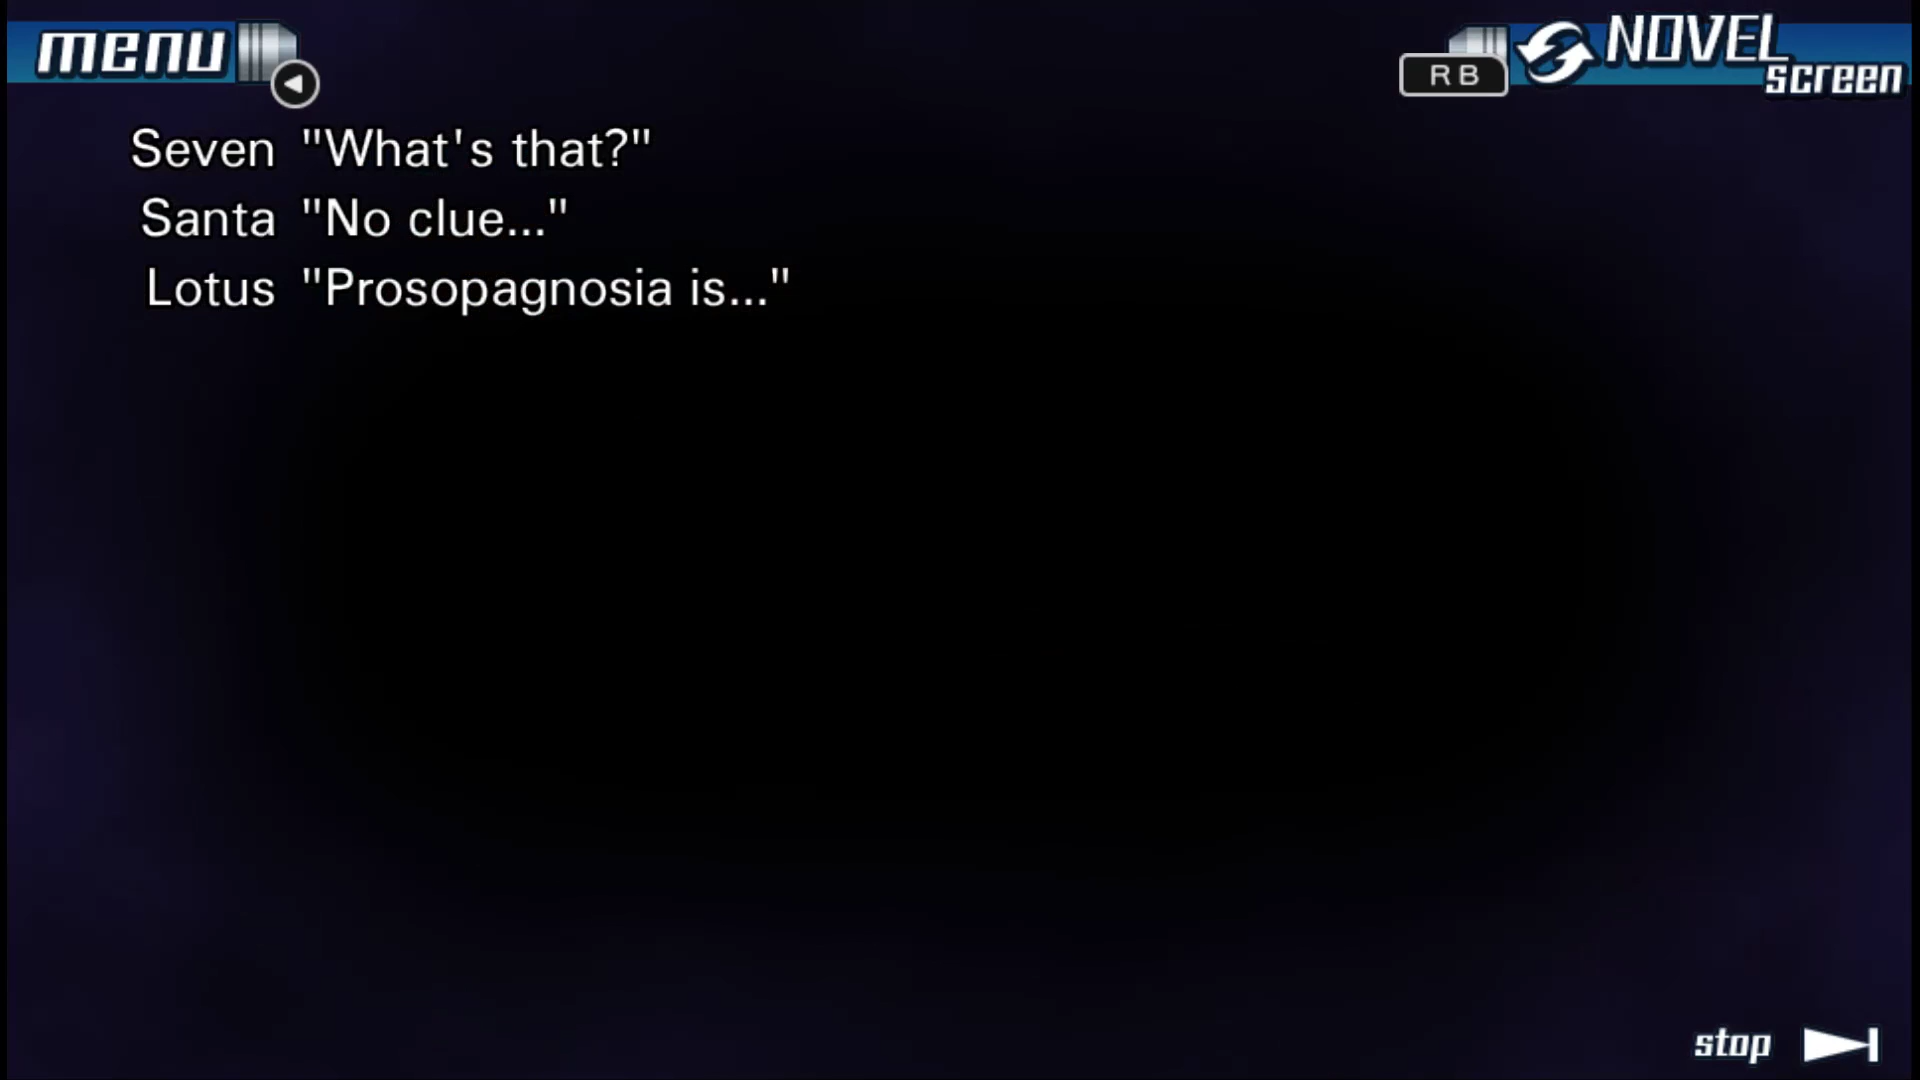 menu
RB
NOVEL
screen
Seven "What's that?"
Santa "No clue..."
Lotus "Prosopagnosia is..."
stop